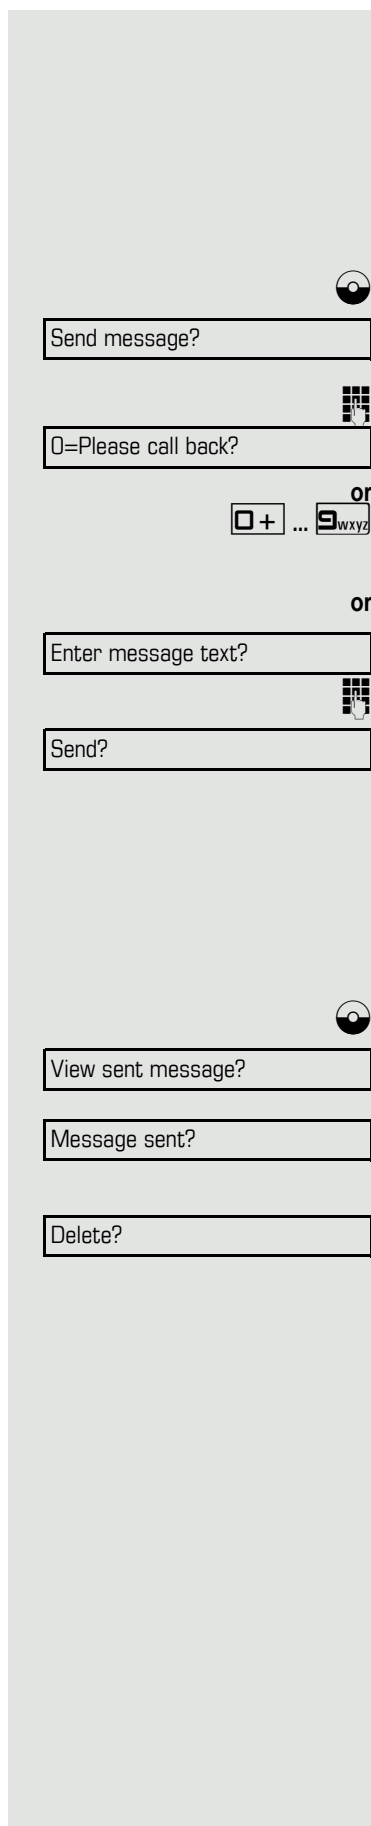 Send message?
0=Please call back?
or
0+ ... 9wxyz
or
Enter message text?
Send?
View sent message?
Message sent?
Delete?